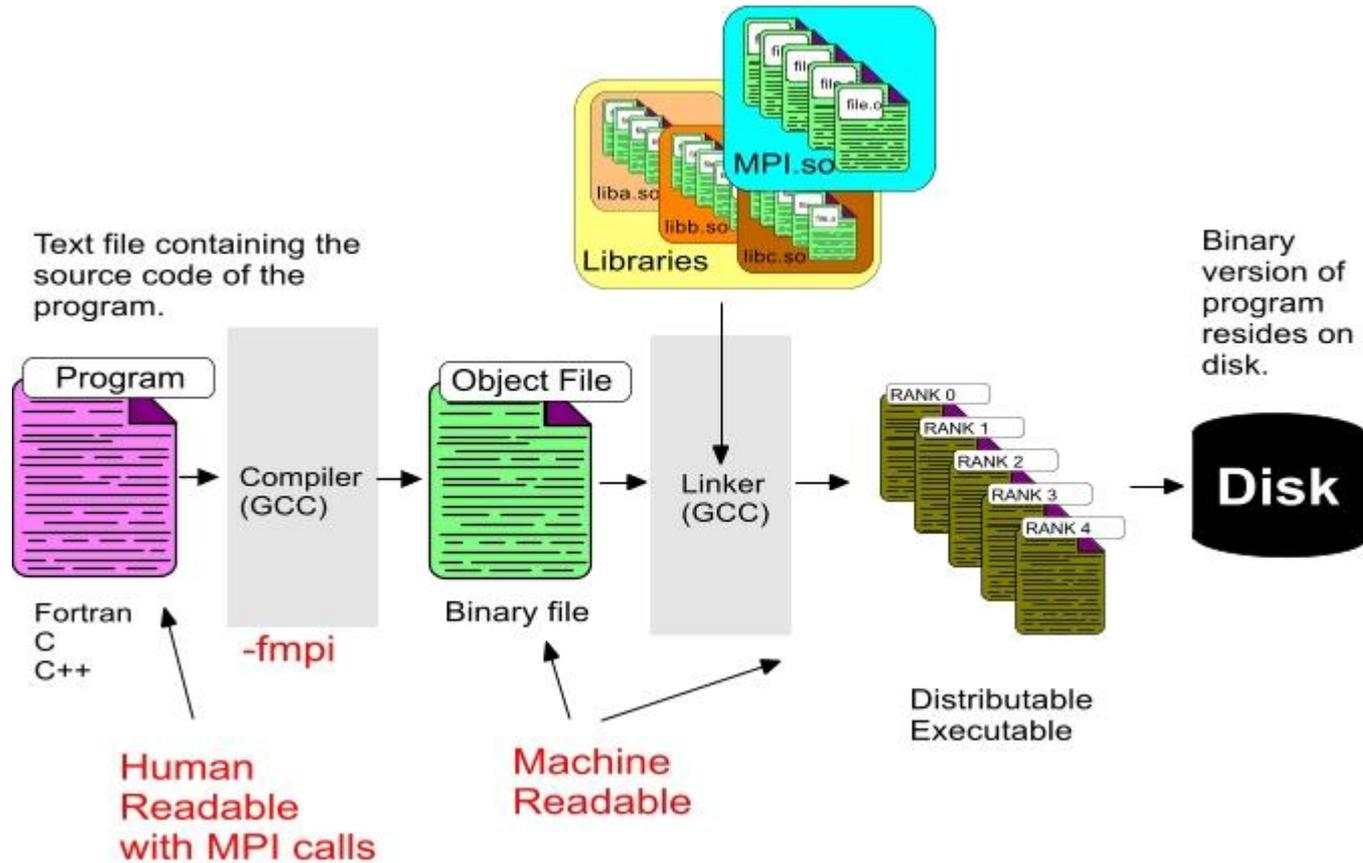 file.o
MPI.so
liba.so
libb.so
file.o
libc.so
Libraries
Text file containing the
source code of the
program.
Binary
version of
program
resides on
disk.
Program
Compiler
(GCC)
Object File
Linker
(GCC)
RANK 0
RANK 1
RANK 2
RANK 3
RANK 4
Disk
Fortran
C
C++
-fmpi
Binary file
Distributable
Executable
Human
Readable
with MPI calls
Machine
Readable